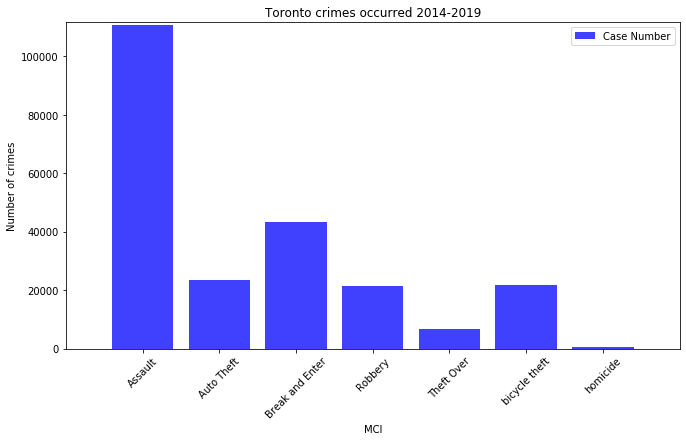 Toronto crimes occurred 2014-2019
Case Number
Number of crimes
100000
80000
60000
40000
20000
0
Assault
Auto Theft
Break and Enter
Robbery
Theft Over
bicycle theft
homicide
MCI